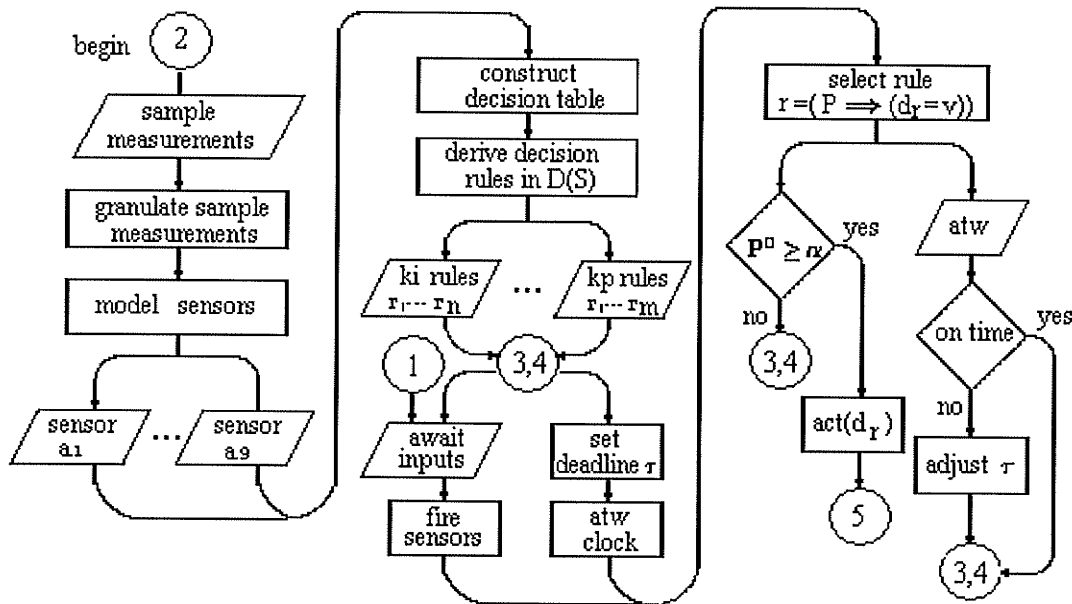 begin
2
sample
measurements
granulate sample
measurements
model sensors
sensor
a1
...
sensor
a9
construct
decision table
derive decision
rules in D(S)
ki rules
r1... rn
...
kp rules
r1... rm
1
3,4
await
inputs
set
deadline τ
fire
sensors
atw
clock
select rule
r =( P ⟹ (dr = v))
P□ ≥ α
yes
no
3,4
act(dr)
5
atw
on time
yes
no
adjust τ
3,4